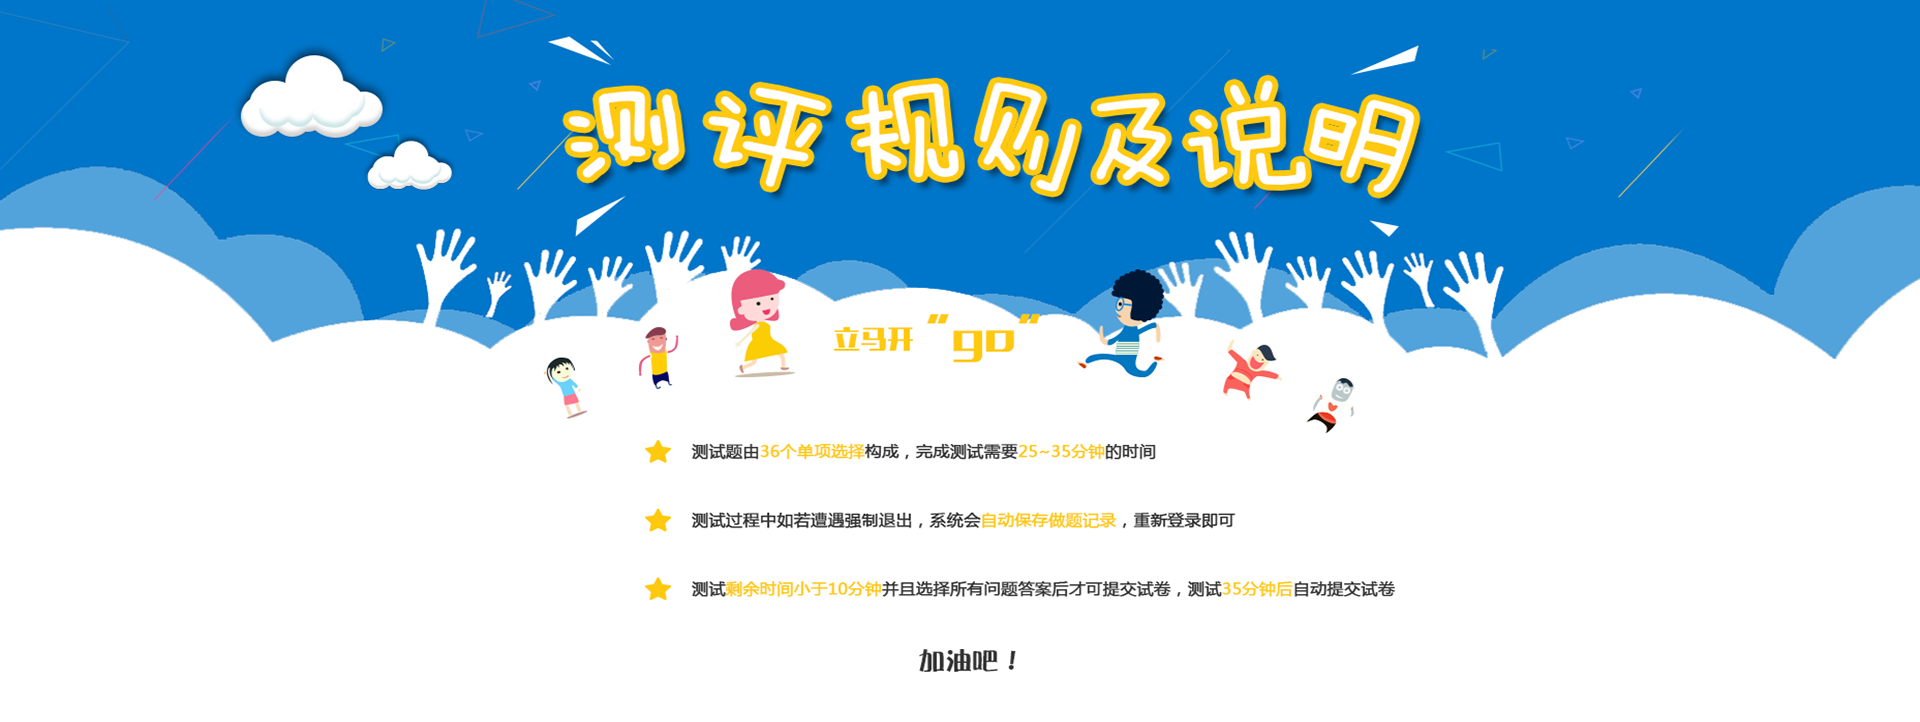 测评规则及说明
立马开“go“
测试题由36个单项选择构成，完成测试需要25~35分钟的时间
测试过程中如若遭遇强制退出，系统会自动保存做题记录，重新登录即可
测试剩余时间小于10分钟并且选择所有问题答案后才可提交试卷，测试35分钟后自动提交试卷
加油吧！